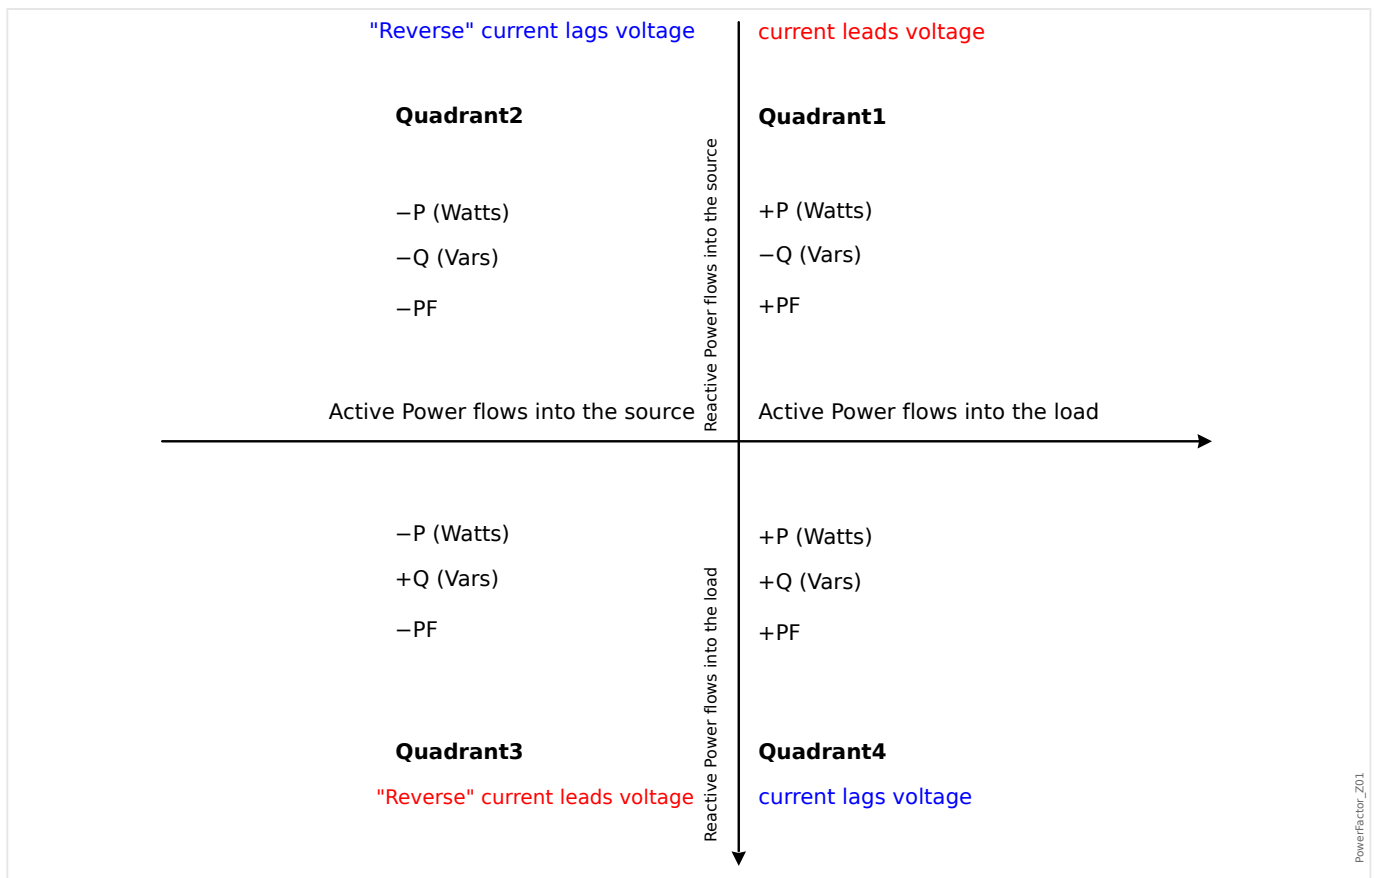 "Reverse" current lags voltage
current leads voltage
Quadrant2
Quadrant1
−P (Watts)
−Q (Vars)
−PF
Reactive Power flows into the source
+P (Watts)
−Q (Vars)
+PF
Active Power flows into the source
Active Power flows into the load
−P (Watts)
+Q (Vars)
−PF
Reactive Power flows into the load
+P (Watts)
+Q (Vars)
+PF
Quadrant3
Quadrant4
"Reverse" current leads voltage
current lags voltage
PowerFactor_Z01